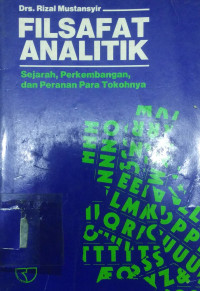 Drs. Rizal Mustansyir
FILSAFAT
ANALITIK
Sejarah, Perkembangan,
dan Peranan Para Tokohnya